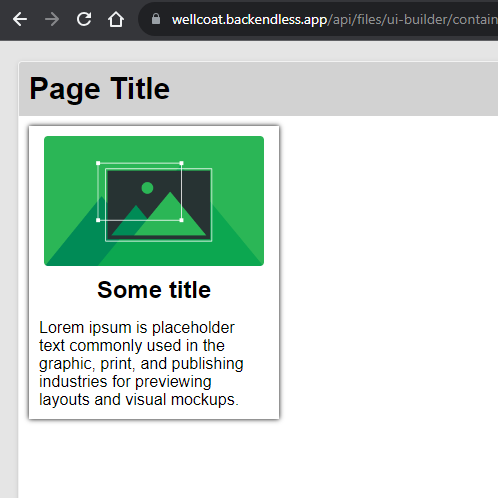 wellcoat.backendless.app/api/files/ui-builder/contain
Page Title
Some title
Lorem ipsum is placeholder
text commonly used in the
graphic, print, and publishing
industries for previewing
layouts and visual mockups.